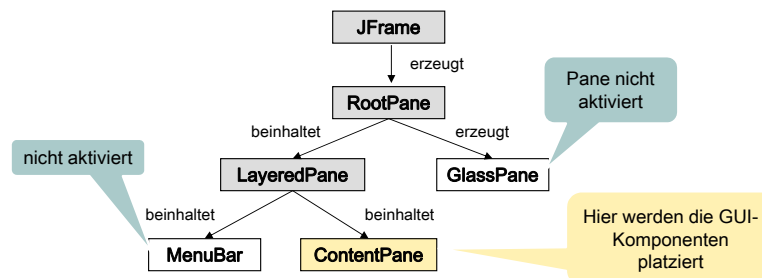 JFrame
erzeugt
Pane nicht
aktiviert
RootPane
beinhaltet
erzeugt
nicht aktiviert
LayeredPane
GlassPane
beinhaltet
beinhaltet
Hier werden die GUI-
Komponenten
platziert
MenuBar
ContentPane